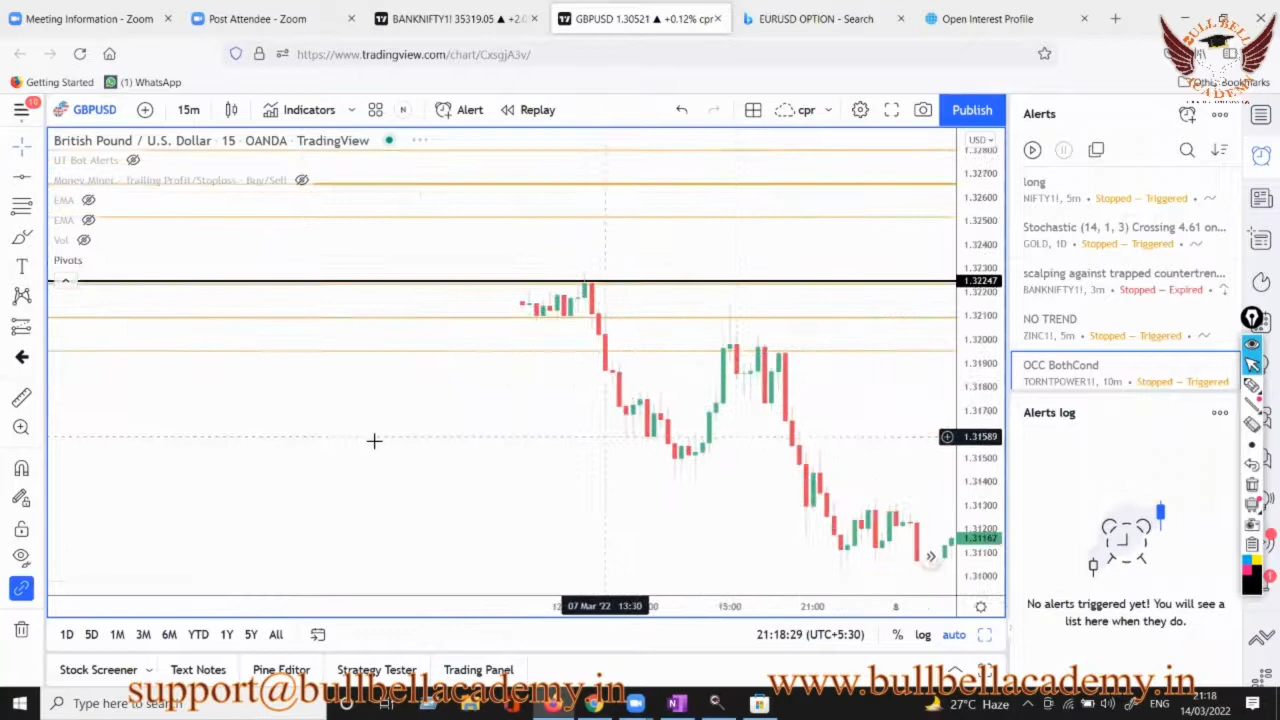 Meeting Information - Zoom
Post Attendee - Zoom
BANKNIFTY1! 35319.05 ▲ +2.0
GBPUSD 1.30521 ▲ +0.12% cpr
EURUSD OPTION - Search
Open Interest Profile
BULL BELL
ACADEMY
https://www.tradingview.com/chart/CxsgjA3v/
Getting Started
(1) WhatsApp
Other Bookmarks
10
GBPUSD
15m
Indicators
N
Alert
Replay
cpr
Publish
Alerts
British Pound / U.S. Dollar · 15 · OANDA · TradingView
USD
UT Bot Alerts
Money Miner - Trailing Profit/Stoploss - Buy/Sell
EMA
EMA
Vol
Pivots
1.32800
1.32700
1.32600
1.32500
1.32400
1.32300
1.32247
1.32200
1.32100
1.32000
1.31900
1.31800
1.31700
1.31589
1.31500
1.31400
1.31300
1.31200
1.31167
1.31100
1.31000
long
NIFTY1!, 5m • Stopped — Triggered •
Stochastic (14, 1, 3) Crossing 4.61 on...
GOLD, 1D • Stopped — Triggered •
scalping against trapped countertren...
BANKNIFTY1!, 3m • Stopped — Expired •
NO TREND
ZINC1!, 5m • Stopped — Triggered •
OCC BothCond
TORNTPOWER1!, 10m • Stopped — Triggered
Alerts log
No alerts triggered yet! You will see a
list here when they do.
07 Mar '22 13:30
15:00
21:00
8
1D 5D 1M 3M 6M YTD 1Y 5Y All
21:18:29 (UTC+5:30)
% log auto
Stock Screener
Text Notes
Pine Editor
Strategy Tester
Trading Panel
support@bullbellacademy.in
www.bullbellacademy.in
Type here to search
27°C Haze
ENG
21:18
14/03/2022